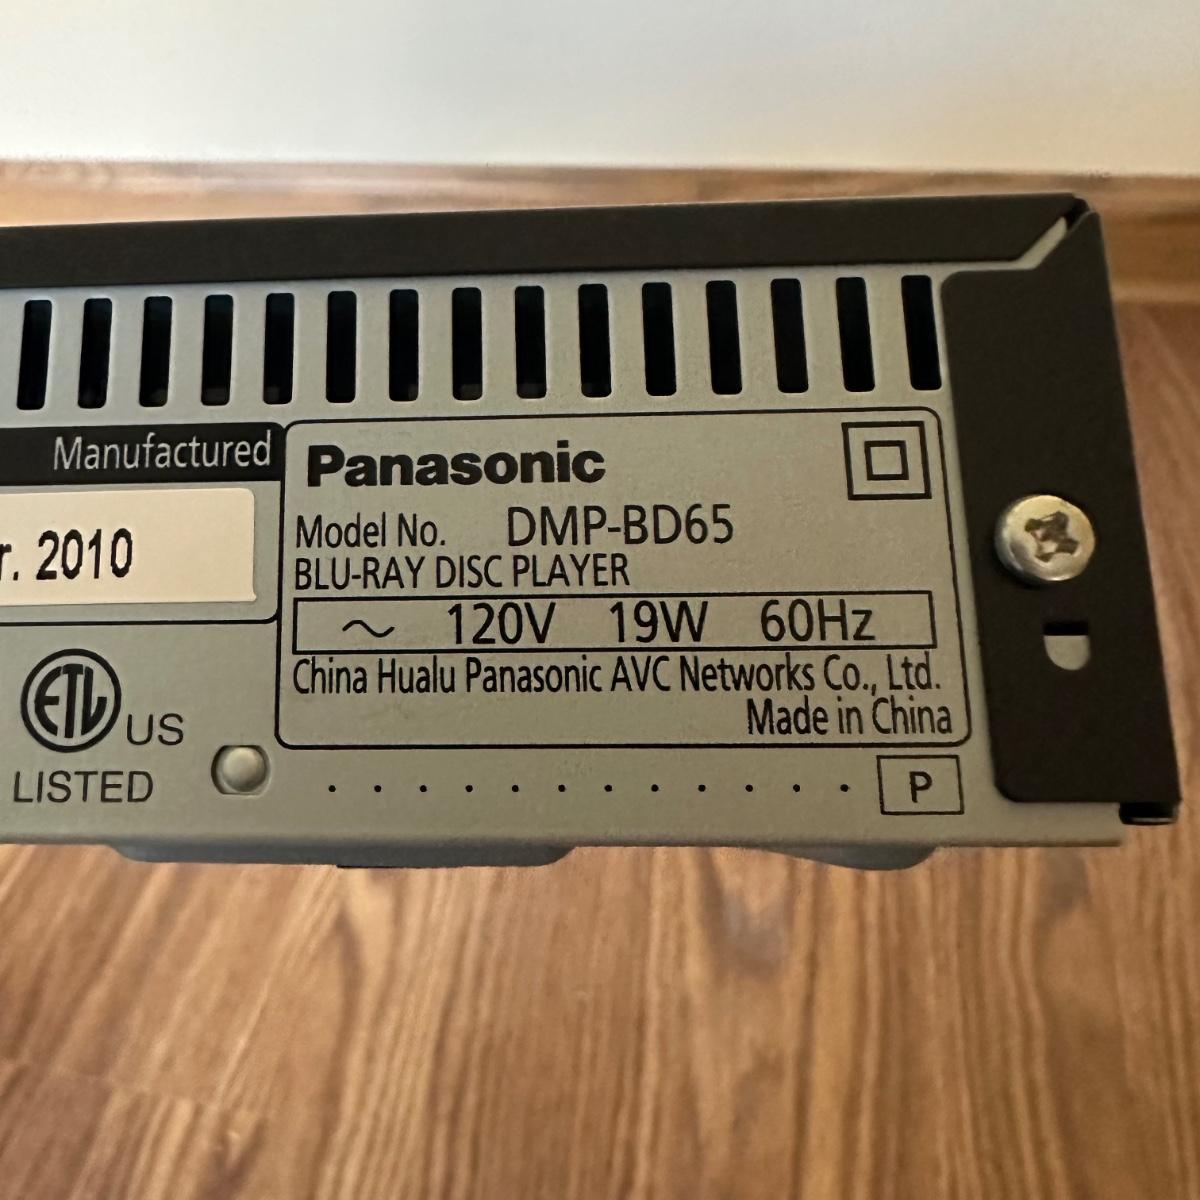 Manufactured
r. 2010
Panasonic
Model No. DMP-BD65
BLU-RAY DISC PLAYER
~ 120V 19W 60Hz
China Hualu Panasonic AVC Networks Co., Ltd.
Made in China
ETL US
LISTED
. . . . . . . . . . . . P